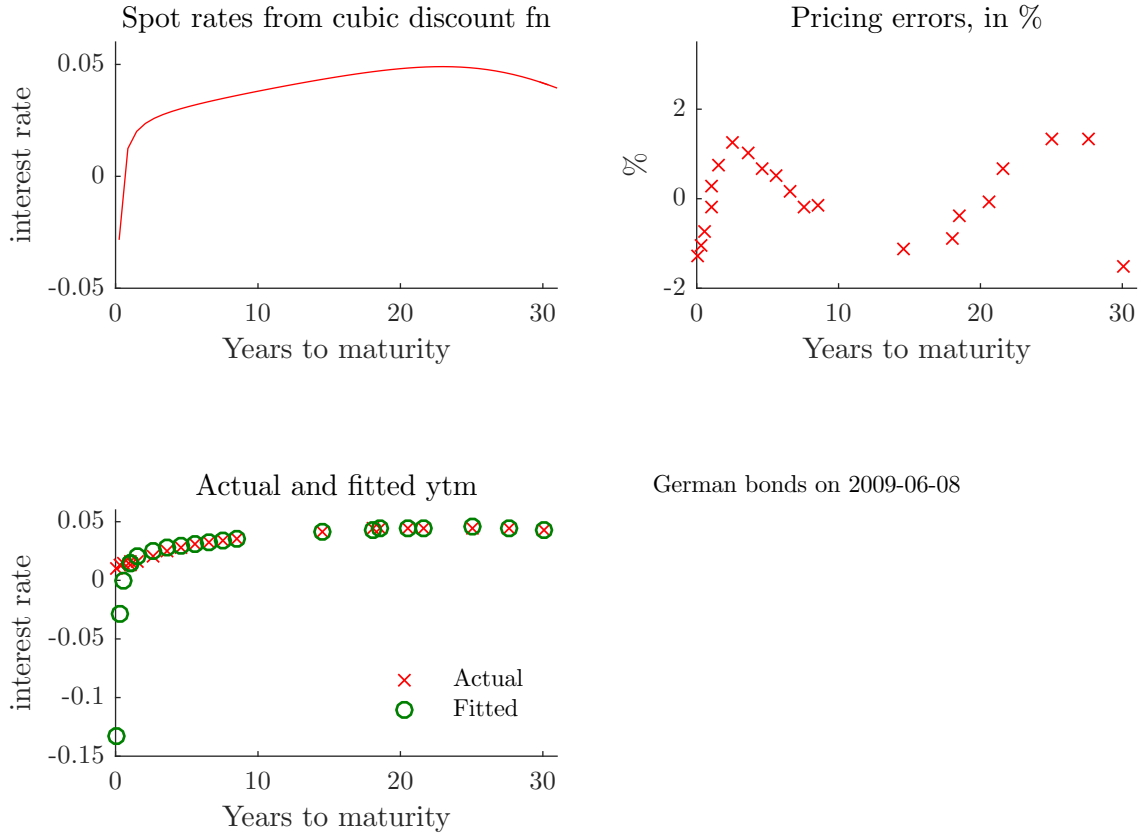 Spot rates from cubic discount fn
interest rate
0.05
0
-0.05
0 10 20 30
Years to maturity
Pricing errors, in %
%
2
0
-2
0 10 20 30
Years to maturity
Actual and fitted ytm
interest rate
0.05
0
-0.05
-0.1
-0.15
0 10 20 30
Years to maturity
Actual
Fitted
German bonds on 2009-06-08